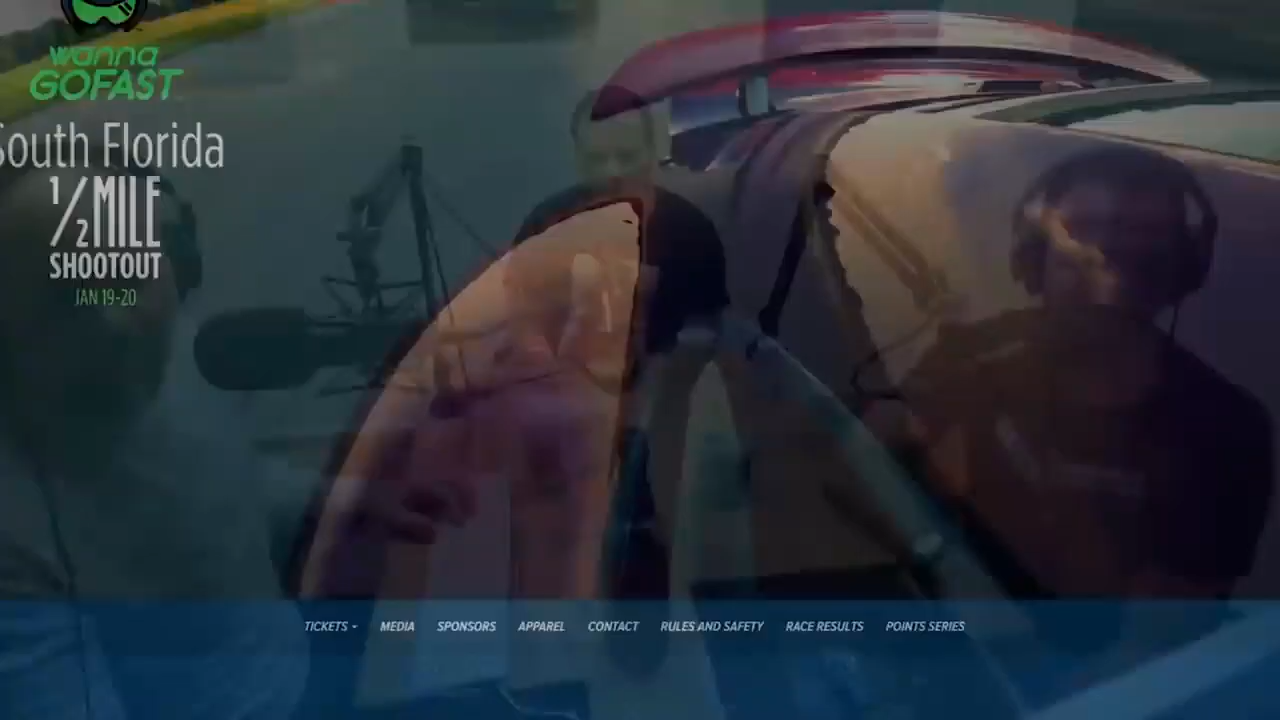 wanna
GOFAST
South Florida
1/2 MILE
SHOOTOUT
JAN 19-20
TICKETS
MEDIA
SPONSORS
APPAREL
CONTACT
RULES AND SAFETY
RACE RESULTS
POINTS SERIES